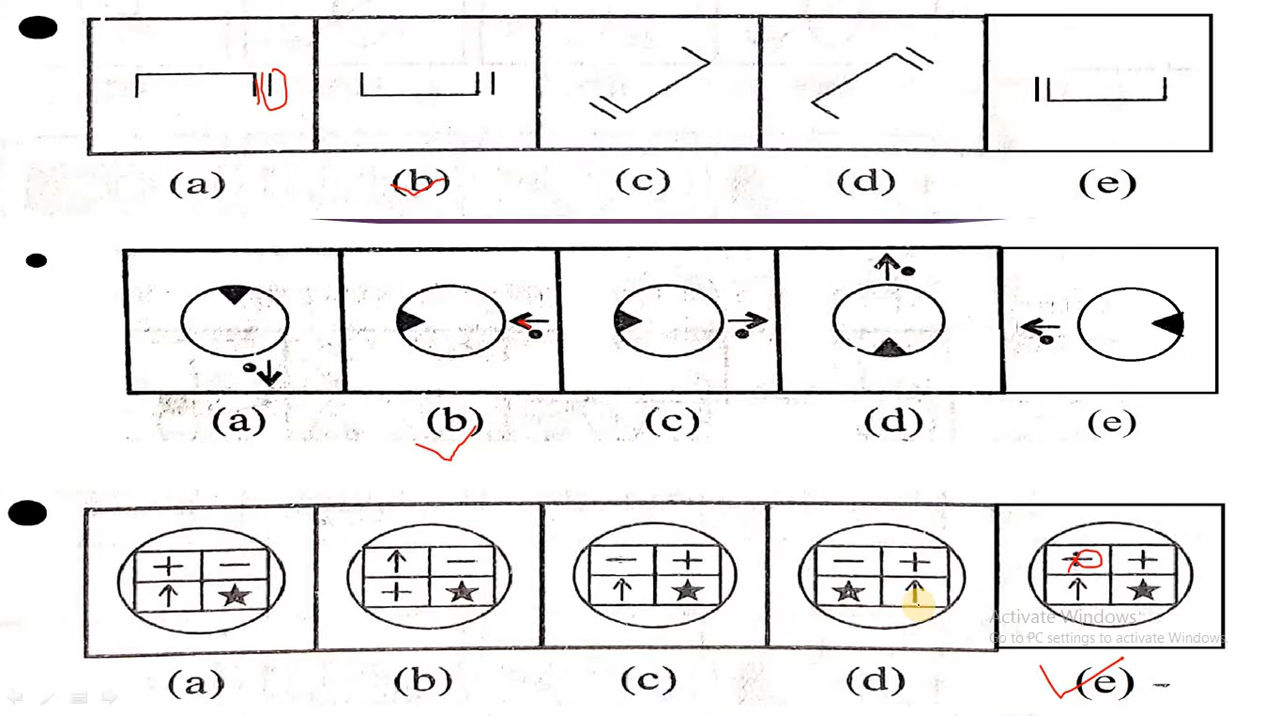 (a) (b) (c) (d) (e)
(a) (b) (c) (d) (e)
Activate Windows
Go to PC settings to activate Windows.
(a) (b) (c) (d) (e)